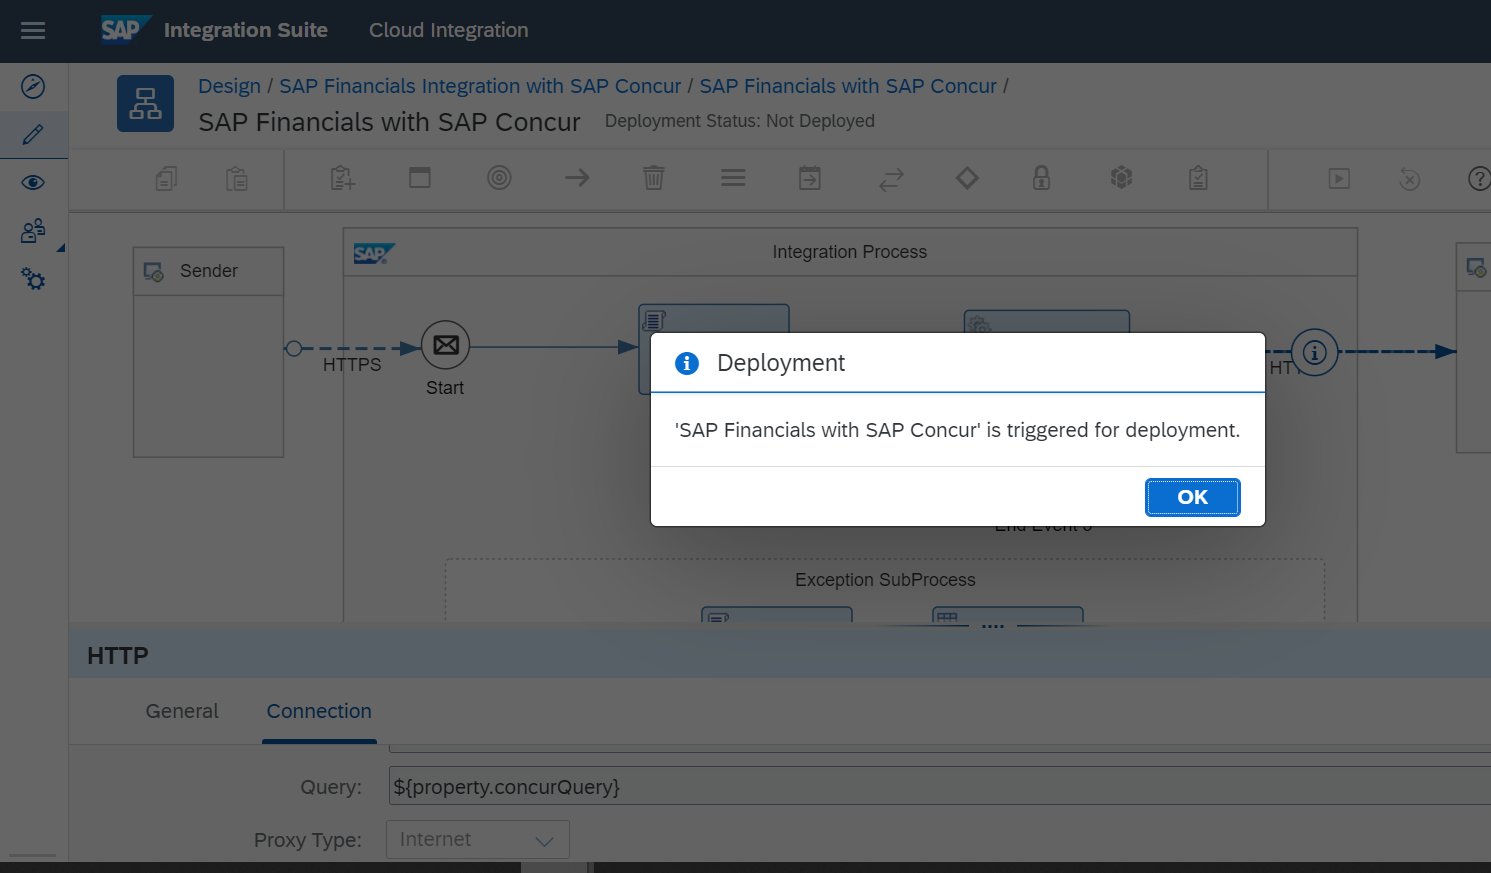 SAP Integration Suite Cloud Integration
Design / SAP Financials Integration with SAP Concur / SAP Financials with SAP Concur /
SAP Financials with SAP Concur Deployment Status: Not Deployed
SAP Integration Process
Sender
HTTPS
Start
Deployment
'SAP Financials with SAP Concur' is triggered for deployment.
OK
Exception SubProcess
HTTP
General Connection
Query: ${property.concurQuery}
Proxy Type: Internet